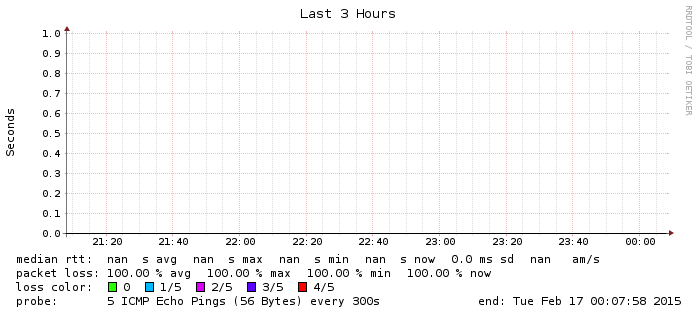 Last 3 Hours
RRDTOOL / TOBI OETIKER
Seconds
1.0
0.9
0.8
0.7
0.6
0.5
0.4
0.3
0.2
0.1
0.0
21:20 21:40 22:00 22:20 22:40 23:00 23:20 23:40 00:00
median rtt: nan s avg nan s max nan s min nan s now 0.0 ms sd nan am/s
packet loss: 100.00 % avg 100.00 % max 100.00 % min 100.00 % now
loss color: 0 1/5 2/5 3/5 4/5
probe: 5 ICMP Echo Pings (56 Bytes) every 300s end: Tue Feb 17 00:07:58 2015